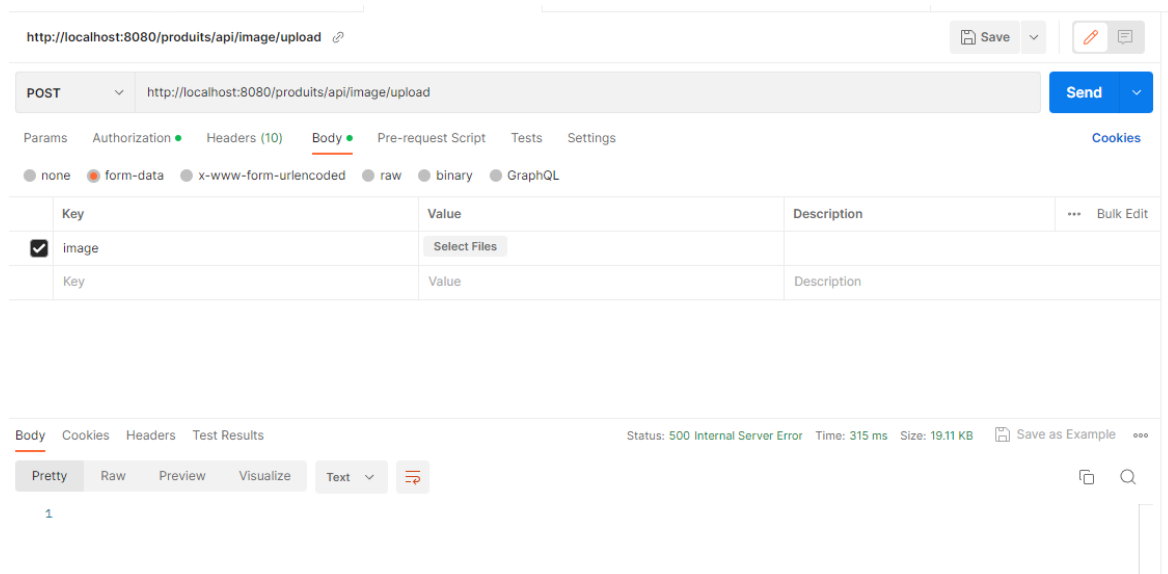 http://localhost:8080/produits/api/image/upload Save
POST http://localhost:8080/produits/api/image/upload Send
Params Authorization Headers (10) Body Pre-request Script Tests Settings Cookies
none form-data x-www-form-urlencoded raw binary GraphQL
Key Value Description Bulk Edit
image Select Files
Key Value Description
Body Cookies Headers Test Results Status: 500 Internal Server Error Time: 315 ms Size: 19.11 KB Save as Example
Pretty Raw Preview Visualize Text
1